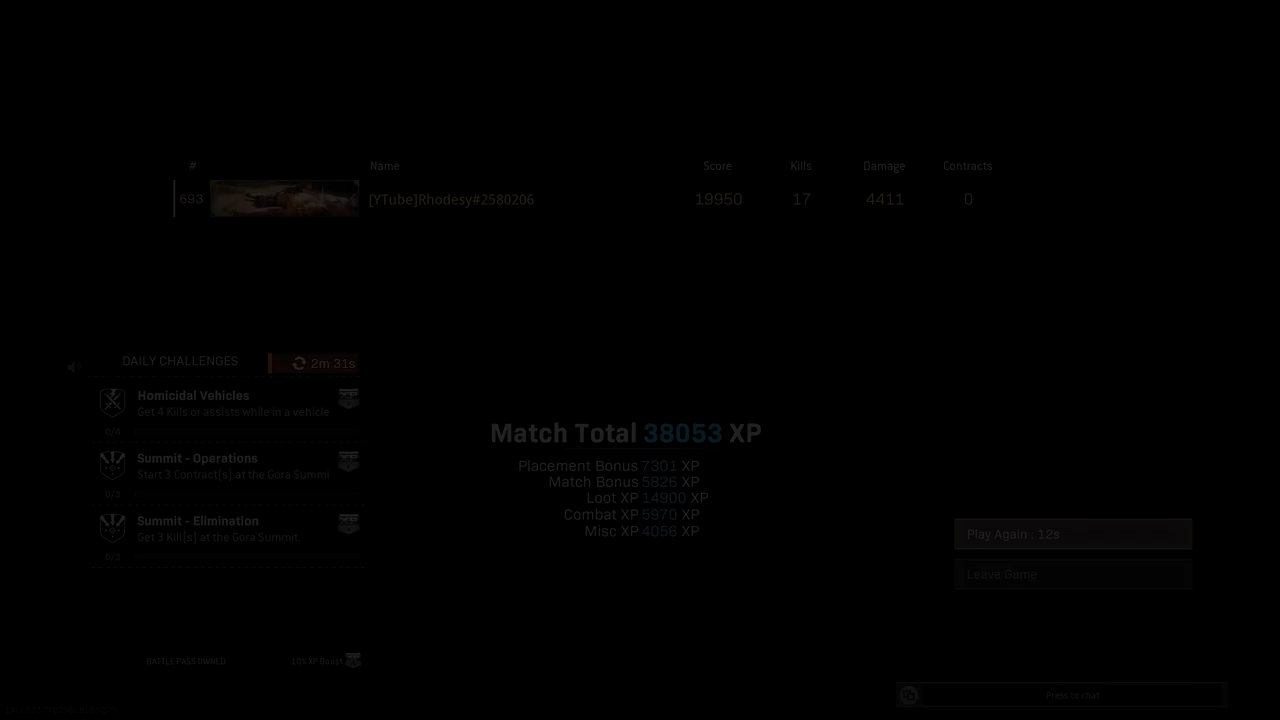 # Name Score Kills Damage Contracts
693 [YTube]Rhodesy#2580206 19950 17 4411 0
DAILY CHALLENGES 2m 31s
Homicidal Vehicles
Get 4 Kills or assists while in a vehicle
0/4
Summit - Operations
Start 3 Contract(s) at the Gora Summi
0/3
Summit - Elimination
Get 3 Kill(s) at the Gora Summit.
0/3
Match Total 38053 XP
Placement Bonus 7301 XP
Match Bonus 5826 XP
Loot XP 14900 XP
Combat XP 5970 XP
Misc XP 4056 XP
Play Again : 12s
Leave Game
BATTLE PASS OWNED 10% XP Boost
Press to chat